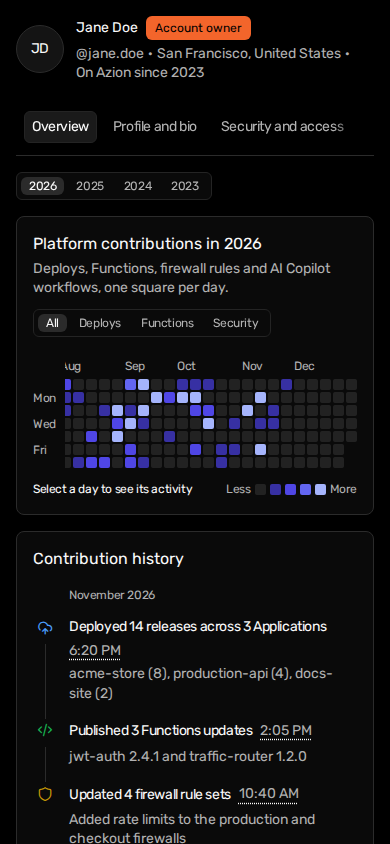 JD
Jane Doe Account owner
@jane.doe • San Francisco, United States •
On Azion since 2023
Overview Profile and bio Security and access
2026 2025 2024 2023
Platform contributions in 2026
Deploys, Functions, firewall rules and AI Copilot
workflows, one square per day.
All Deploys Functions Security
Sep Oct Nov Dec
Mon
Wed
Fri
Select a day to see its activity Less More
Contribution history
November 2026
Deployed 14 releases across 3 Applications
6:20 PM
acme-store (8), production-api (4), docs-
site (2)
Published 3 Functions updates 2:05 PM
jwt-auth 2.4.1 and traffic-router 1.2.0
Updated 4 firewall rule sets 10:40 AM
Added rate limits to the production and
checkout firewalls